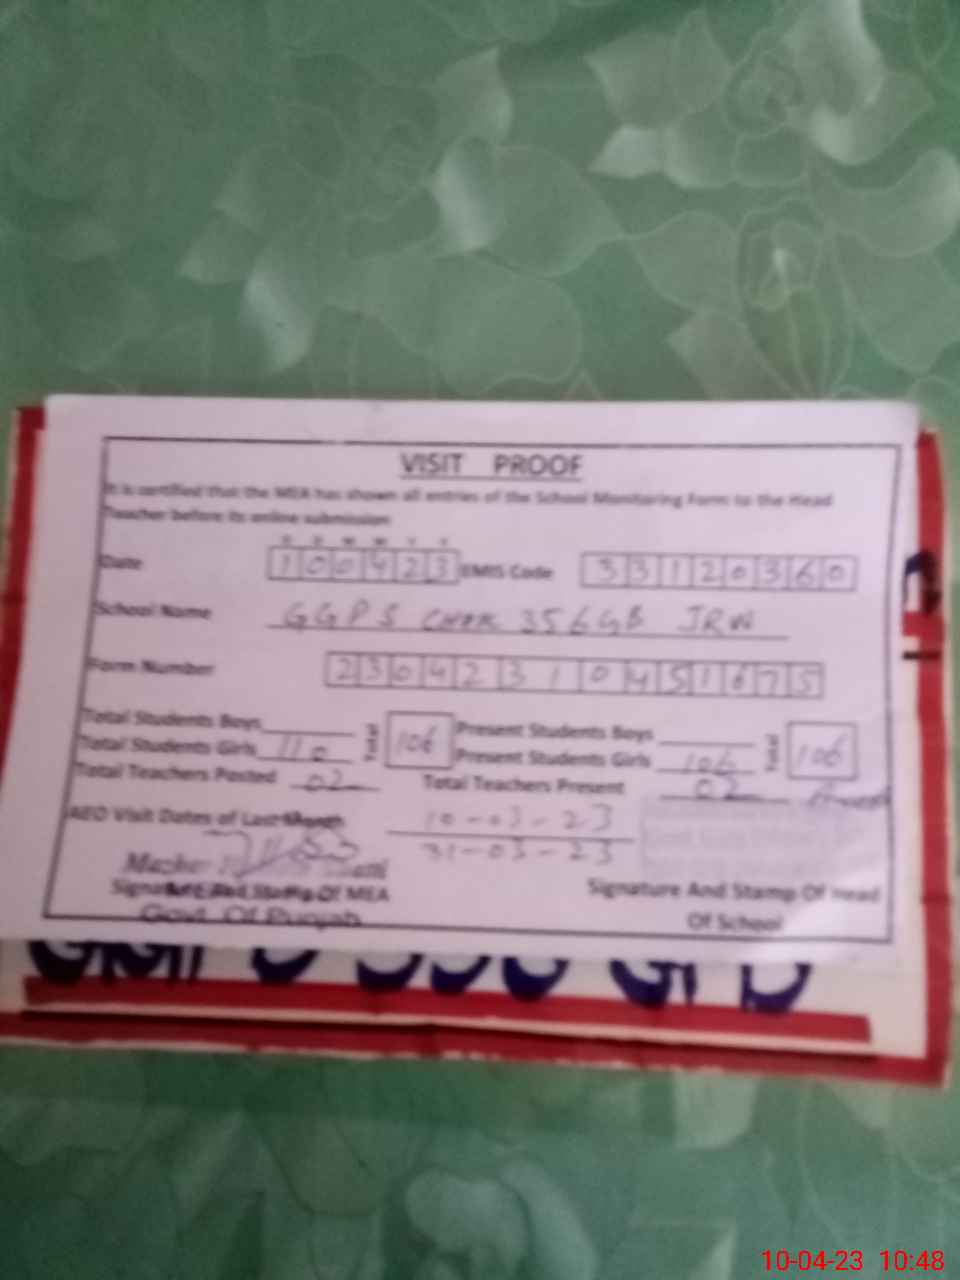 VISIT PROOF
It is certified that the MEA has shown all entries of the School Monitoring Form to the Head
Teacher before its online submission
D D M M Y Y
Date 100423 EMIS Code 33120360
School Name GGPS CHAK 356GB JRW
Form Number 23042310451675
Total Students Boys Total 106 Present Students Boys Total 106
Total Students Girls 110 Present Students Girls 106
Total Teachers Posted 02 Total Teachers Present 02
AEO Visit Dates of Last Month 10-03-23
31-03-23
Signature And Stamp Of MEA Signature And Stamp Of Head
Govt. Of Punjab Of School
10-04-23 10:48